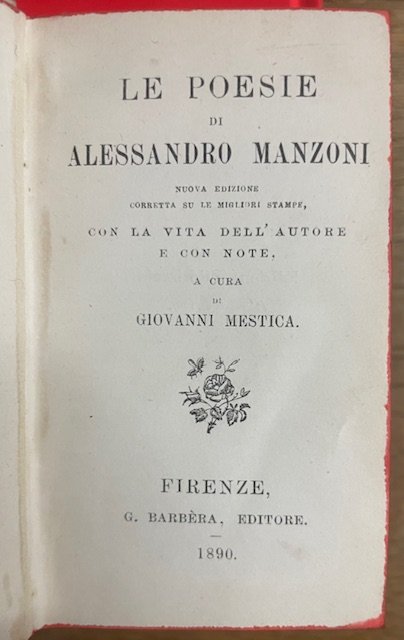 LE POESIE
DI
ALESSANDRO MANZONI
NUOVA EDIZIONE
CORRETTA SU LE MIGLIORI STAMPE,
CON LA VITA DELL'AUTORE
E CON NOTE,
A CURA
DI
GIOVANNI MESTICA.
FIRENZE,
G. BARBÈRA, EDITORE.
1890.